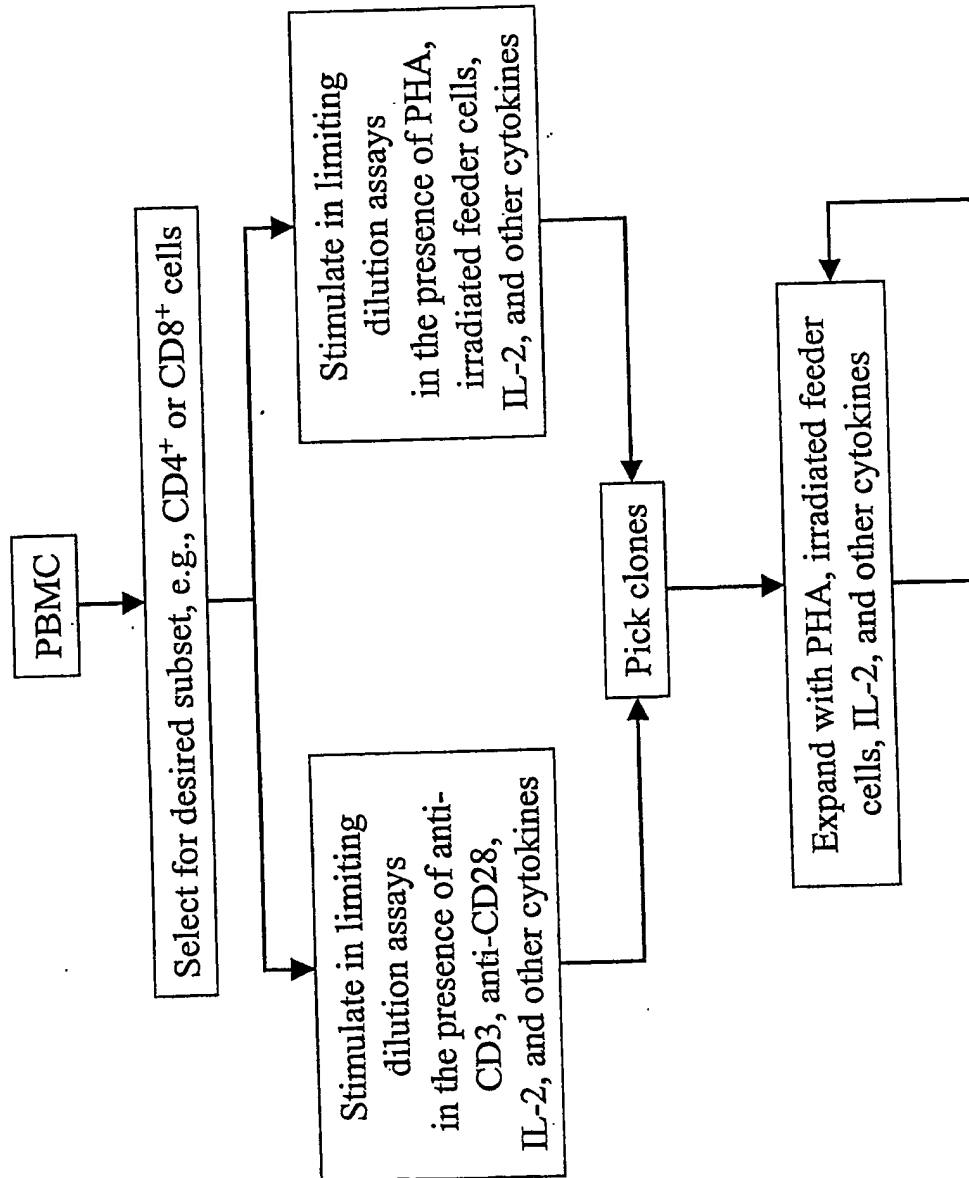 PBMC
Select for desired subset, e.g., CD4⁺ or CD8⁺ cells
Stimulate in limiting
dilution assays
in the presence of anti-
CD3, anti-CD28,
IL-2, and other cytokines
Stimulate in limiting
dilution assays
in the presence of PHA,
irradiated feeder cells,
IL-2, and other cytokines
Pick clones
Expand with PHA, irradiated feeder
cells, IL-2, and other cytokines